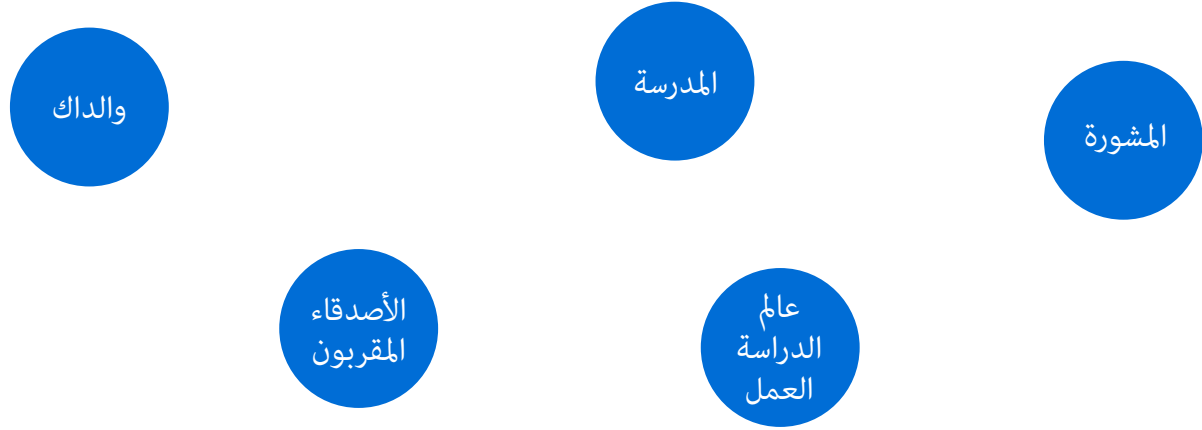 المدرسة
والداك
المشورة
الأصدقاء
المقربون
عالم
الدراسة
العمل